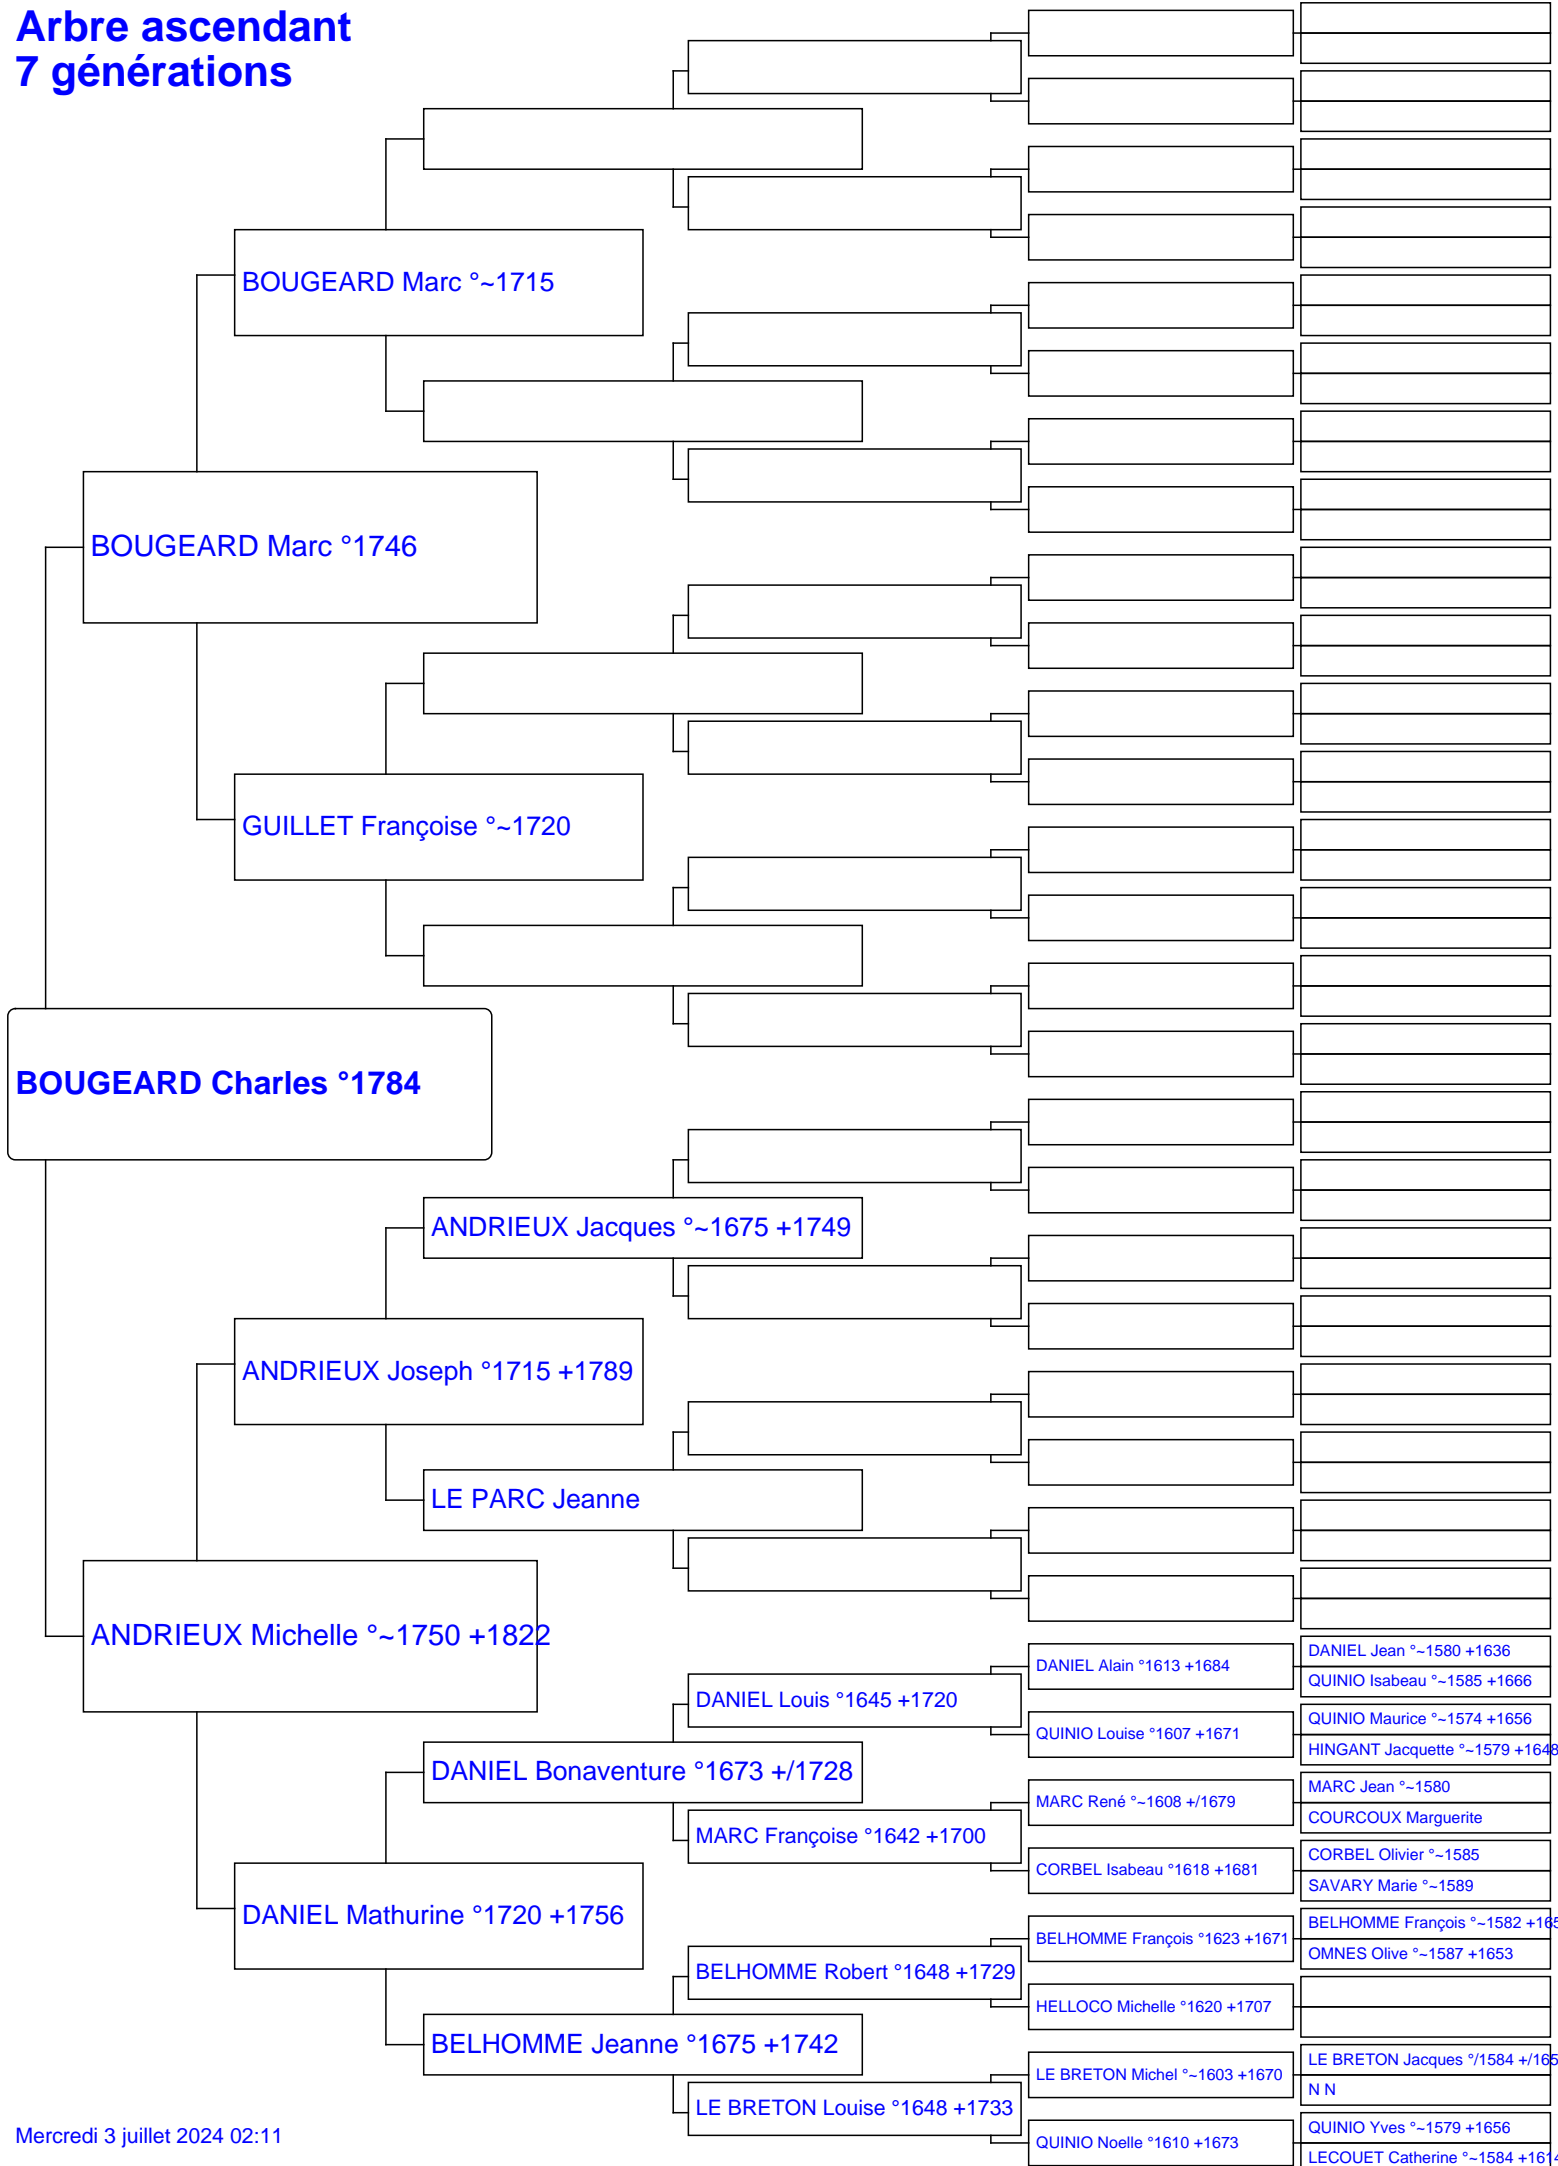 Arbre ascendant
7 générations
BOUGEARD Marc °~1715
BOUGEARD Marc °1746
GUILLET Françoise °~1720
BOUGEARD Charles °1784
ANDRIEUX Jacques °~1675 +1749
ANDRIEUX Joseph °1715 +1789
LE PARC Jeanne
ANDRIEUX Michelle °~1750 +1822
DANIEL Jean °~1580 +1636
DANIEL Alain °1613 +1684
QUINIO Isabeau °~1585 +1666
DANIEL Louis °1645 +1720
QUINIO Maurice °~1574 +1656
QUINIO Louise °1607 +1671
HINGANT Jacquette °~1579 +1648
DANIEL Bonaventure °1673 +/1728
MARC Jean °~1580
MARC René °~1608 +/1679
COURCOUX Marguerite
MARC Françoise °1642 +1700
CORBEL Olivier °~1585
CORBEL Isabeau °1618 +1681
SAVARY Marie °~1589
DANIEL Mathurine °1720 +1756
BELHOMME François °~1582
BELHOMME François °1623 +1671
OMNES Olive °~1587 +1653
BELHOMME Robert °1648 +1729
HELLOCO Michelle °1620 +1707
BELHOMME Jeanne °1675 +1742
LE BRETON Jacques °/1584
LE BRETON Michel °~1603 +1670
N N
LE BRETON Louise °1648 +1733
QUINIO Yves °~1579 +1656
QUINIO Noelle °1610 +1673
LECOUET Catherine °~1584 +1614
Mercredi 3 juillet 2024 02:11